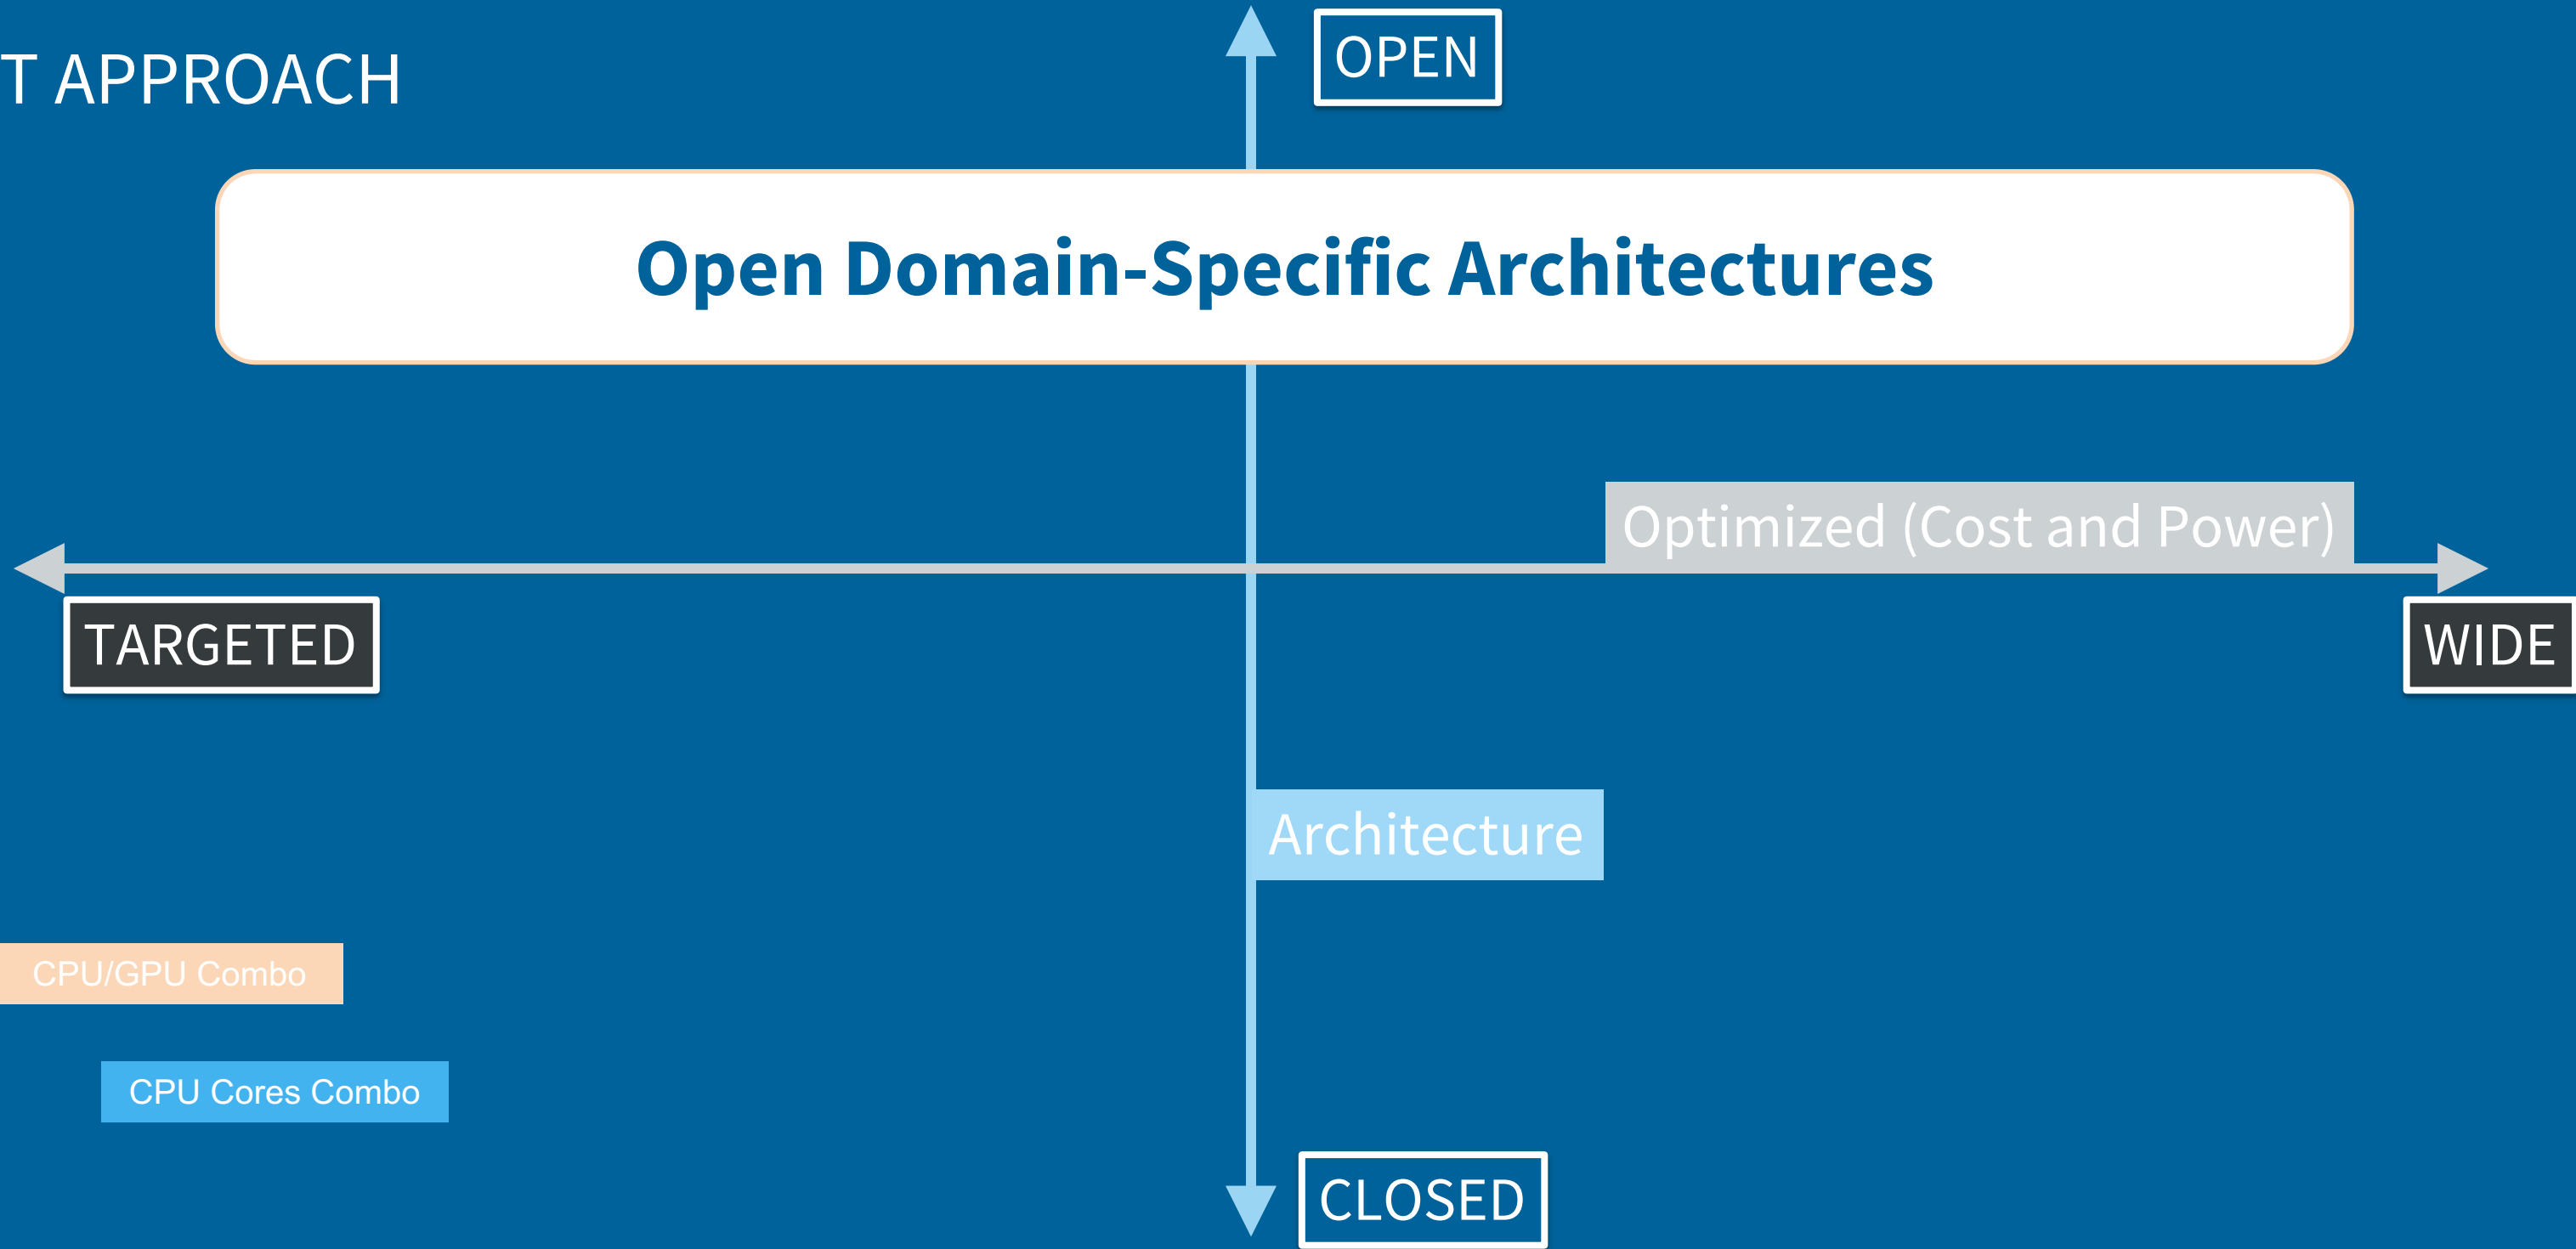 T APPROACH
OPEN
Open Domain-Specific Architectures
Optimized (Cost and Power)
TARGETED
WIDE
Architecture
CPU/GPU Combo
CPU Cores Combo
CLOSED